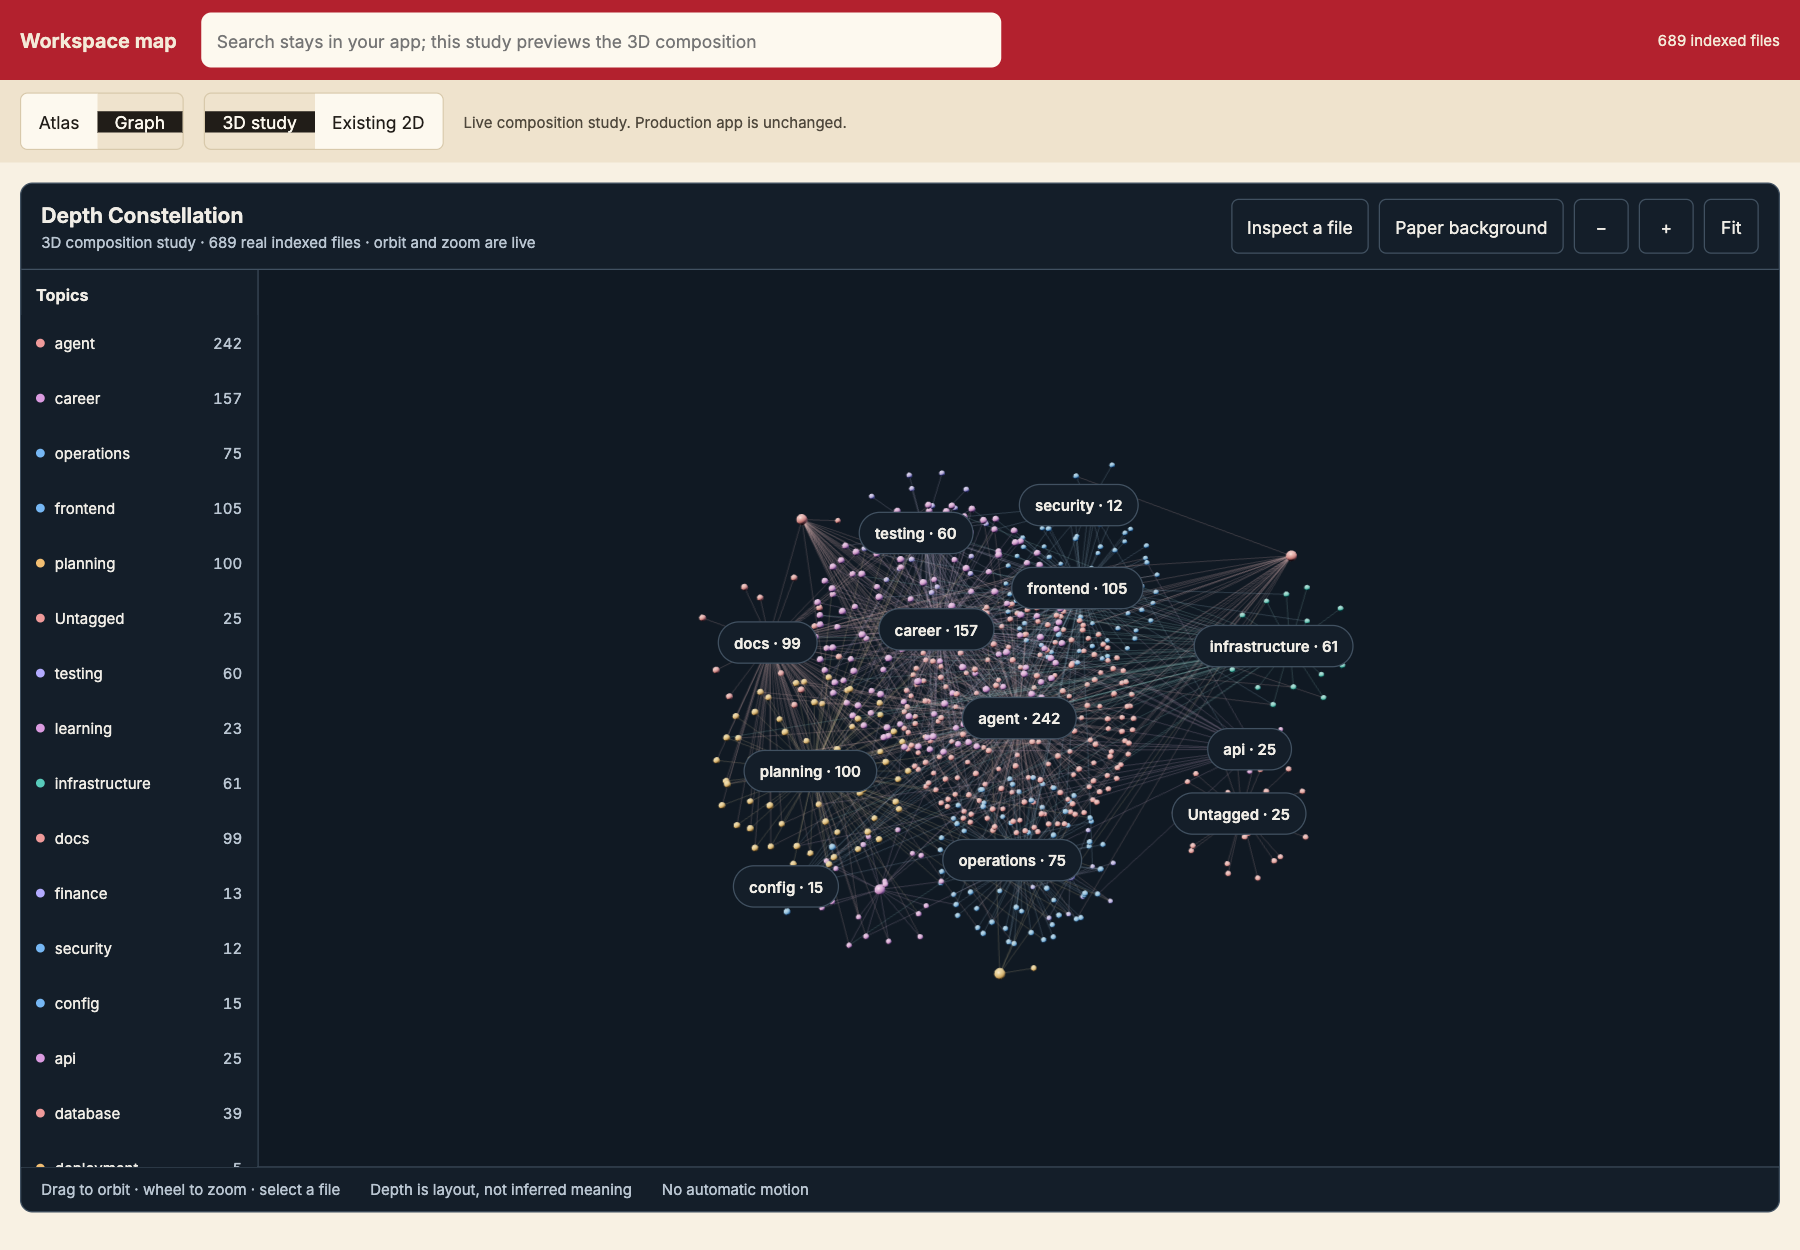 Workspace map
Search stays in your app; this study previews the 3D composition
689 indexed files
Atlas
Graph
3D study
Existing 2D
Live composition study. Production app is unchanged.
Depth Constellation
3D composition study · 689 real indexed files · orbit and zoom are live
Inspect a file
Paper background
−
+
Fit
Topics
agent 242
career 157
operations 75
frontend 105
planning 100
Untagged 25
testing 60
learning 23
infrastructure 61
docs 99
finance 13
security 12
config 15
api 25
database 39
deployment 5
security · 12
testing · 60
frontend · 105
career · 157
docs · 99
infrastructure · 61
agent · 242
api · 25
planning · 100
Untagged · 25
operations · 75
config · 15
Drag to orbit · wheel to zoom · select a file
Depth is layout, not inferred meaning
No automatic motion